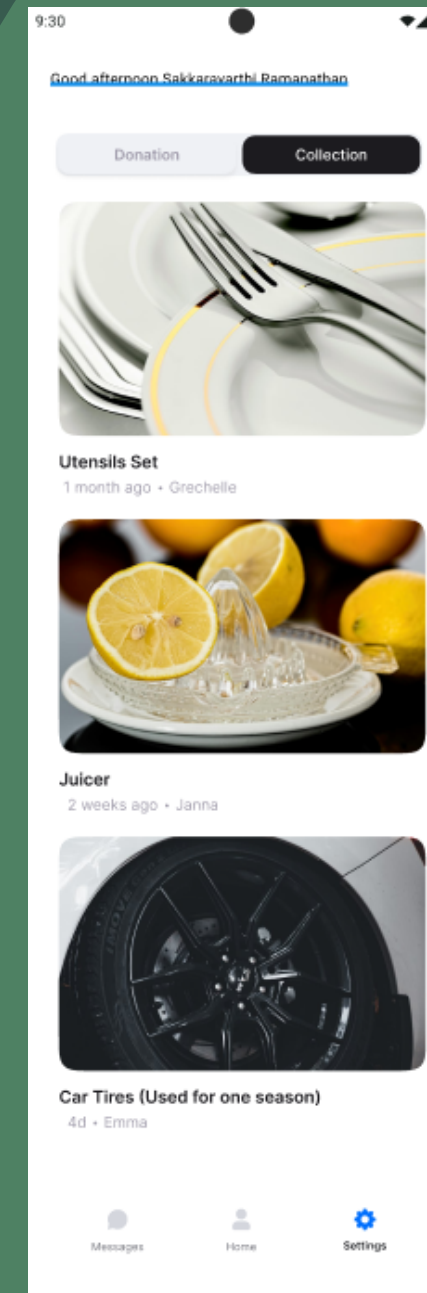 9:30
Good afternoon Sakkaravarthi Ramanathan
Donation Collection
Utensils Set
1 month ago • Grechelle
Juicer
2 weeks ago • Janna
Car Tires (Used for one season)
4d • Emma
Messages Home Settings